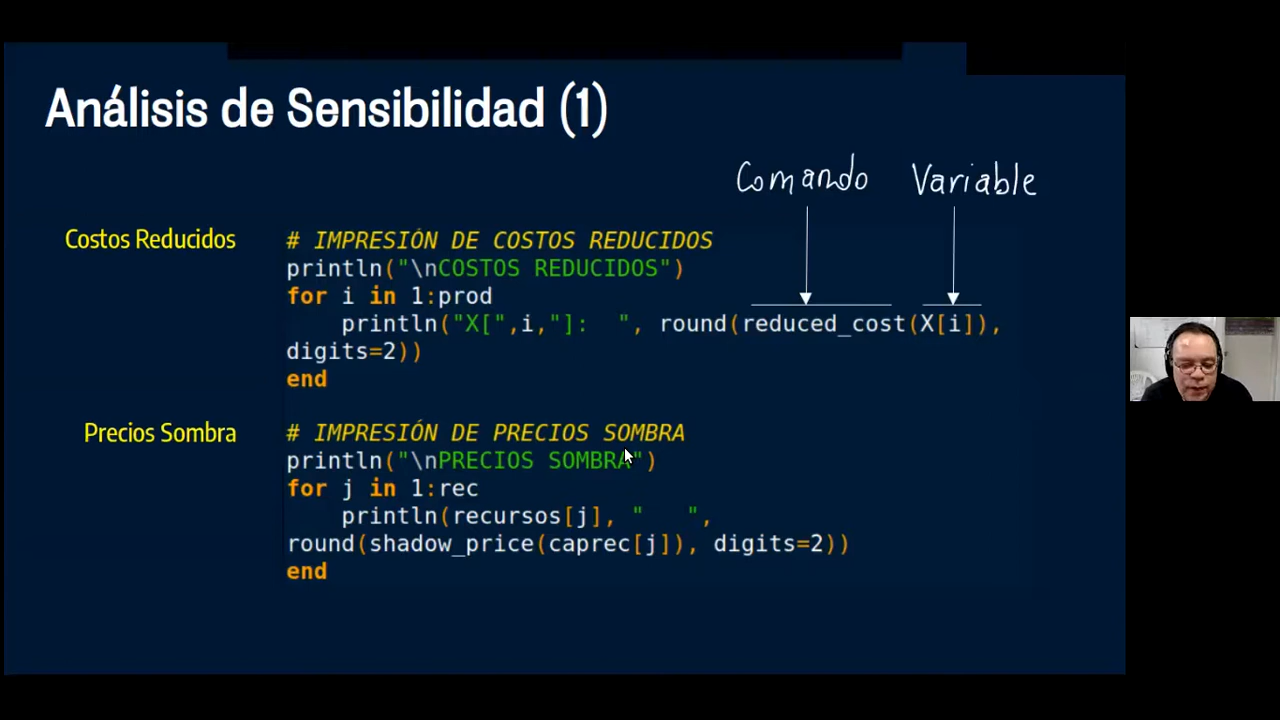 Análisis de Sensibilidad (1)
Comando Variable
Costos Reducidos
# IMPRESIÓN DE COSTOS REDUCIDOS
println("\nCOSTOS REDUCIDOS")
for i in 1:prod
println("X[",i,"]:  ", round(reduced_cost(X[i]),
digits=2))
end
Precios Sombra
# IMPRESIÓN DE PRECIOS SOMBRA
println("\nPRECIOS SOMBRA")
for j in 1:rec
println(recursos[j], "   ",
round(shadow_price(caprec[j]), digits=2))
end